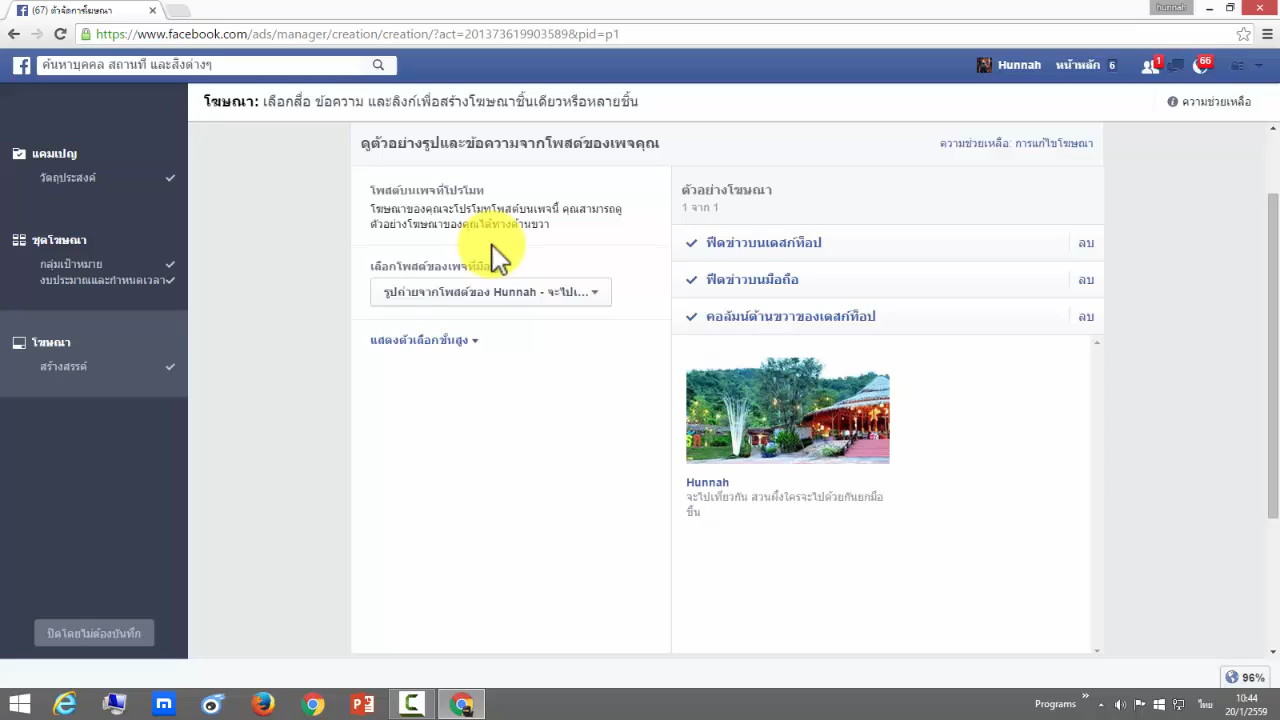 (67) ตัวจัดการโฆษณา
hunnah
https://www.facebook.com/ads/manager/creation/creation/?act=2013736199035898&pid=p1
ค้นหาบุคคล สถานที่ และสิ่งต่างๆ
Hunnah
หน้าหลัก 6
1
66
โฆษณา: เลือกสื่อ ข้อความ และลิงก์เพื่อสร้างโฆษณาชิ้นเดียวหรือหลายชิ้น
ความช่วยเหลือ
แคมเปญ
วัตถุประสงค์
ชุดโฆษณา
กลุ่มเป้าหมาย
งบประมาณและกำหนดเวลา
โฆษณา
สร้างสรรค์
ปิดโดยไม่ต้องบันทึก
ดูตัวอย่างรูปและข้อความจากโพสต์ของเพจคุณ
ความช่วยเหลือ: การแก้ไขโฆษณา
โพสต์บนเพจที่โปรโมท
โฆษณาของคุณจะโปรโมทโพสต์บนเพจนี้ คุณสามารถดู
ตัวอย่างโฆษณาของคุณได้ทางด้านขวา
เลือกโพสต์ของเพจที่มี
รูปถ่ายจากโพสต์ของ Hunnah - จะไปเ...
แสดงตัวเลือกขั้นสูง
ตัวอย่างโฆษณา
1 จาก 1
ฟีดข่าวบนเดสก์ท็อป
ลบ
ฟีดข่าวบนมือถือ
ลบ
คอลัมน์ด้านขวาของเดสก์ท็อป
ลบ
Hunnah
จะไปเที่ยวกัน สวนผึ้งใครจะไปด้วยกันยกมือ
ขึ้น
96%
Programs
ไทย
10:44
20/1/2559